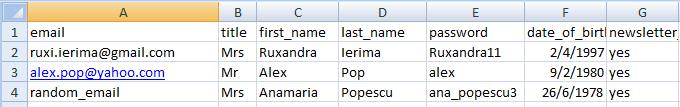 A B C D E F G
1 email title first_name last_name password date_of_birth newsletter_
2 ruxi.ierima@gmail.com Mrs Ruxandra Ierima Ruxandra11 2/4/1997 yes
3 alex.pop@yahoo.com Mr Alex Pop alex 9/2/1980 yes
4 random_email Mrs Anamaria Popescu ana_popescu3 26/6/1978 yes